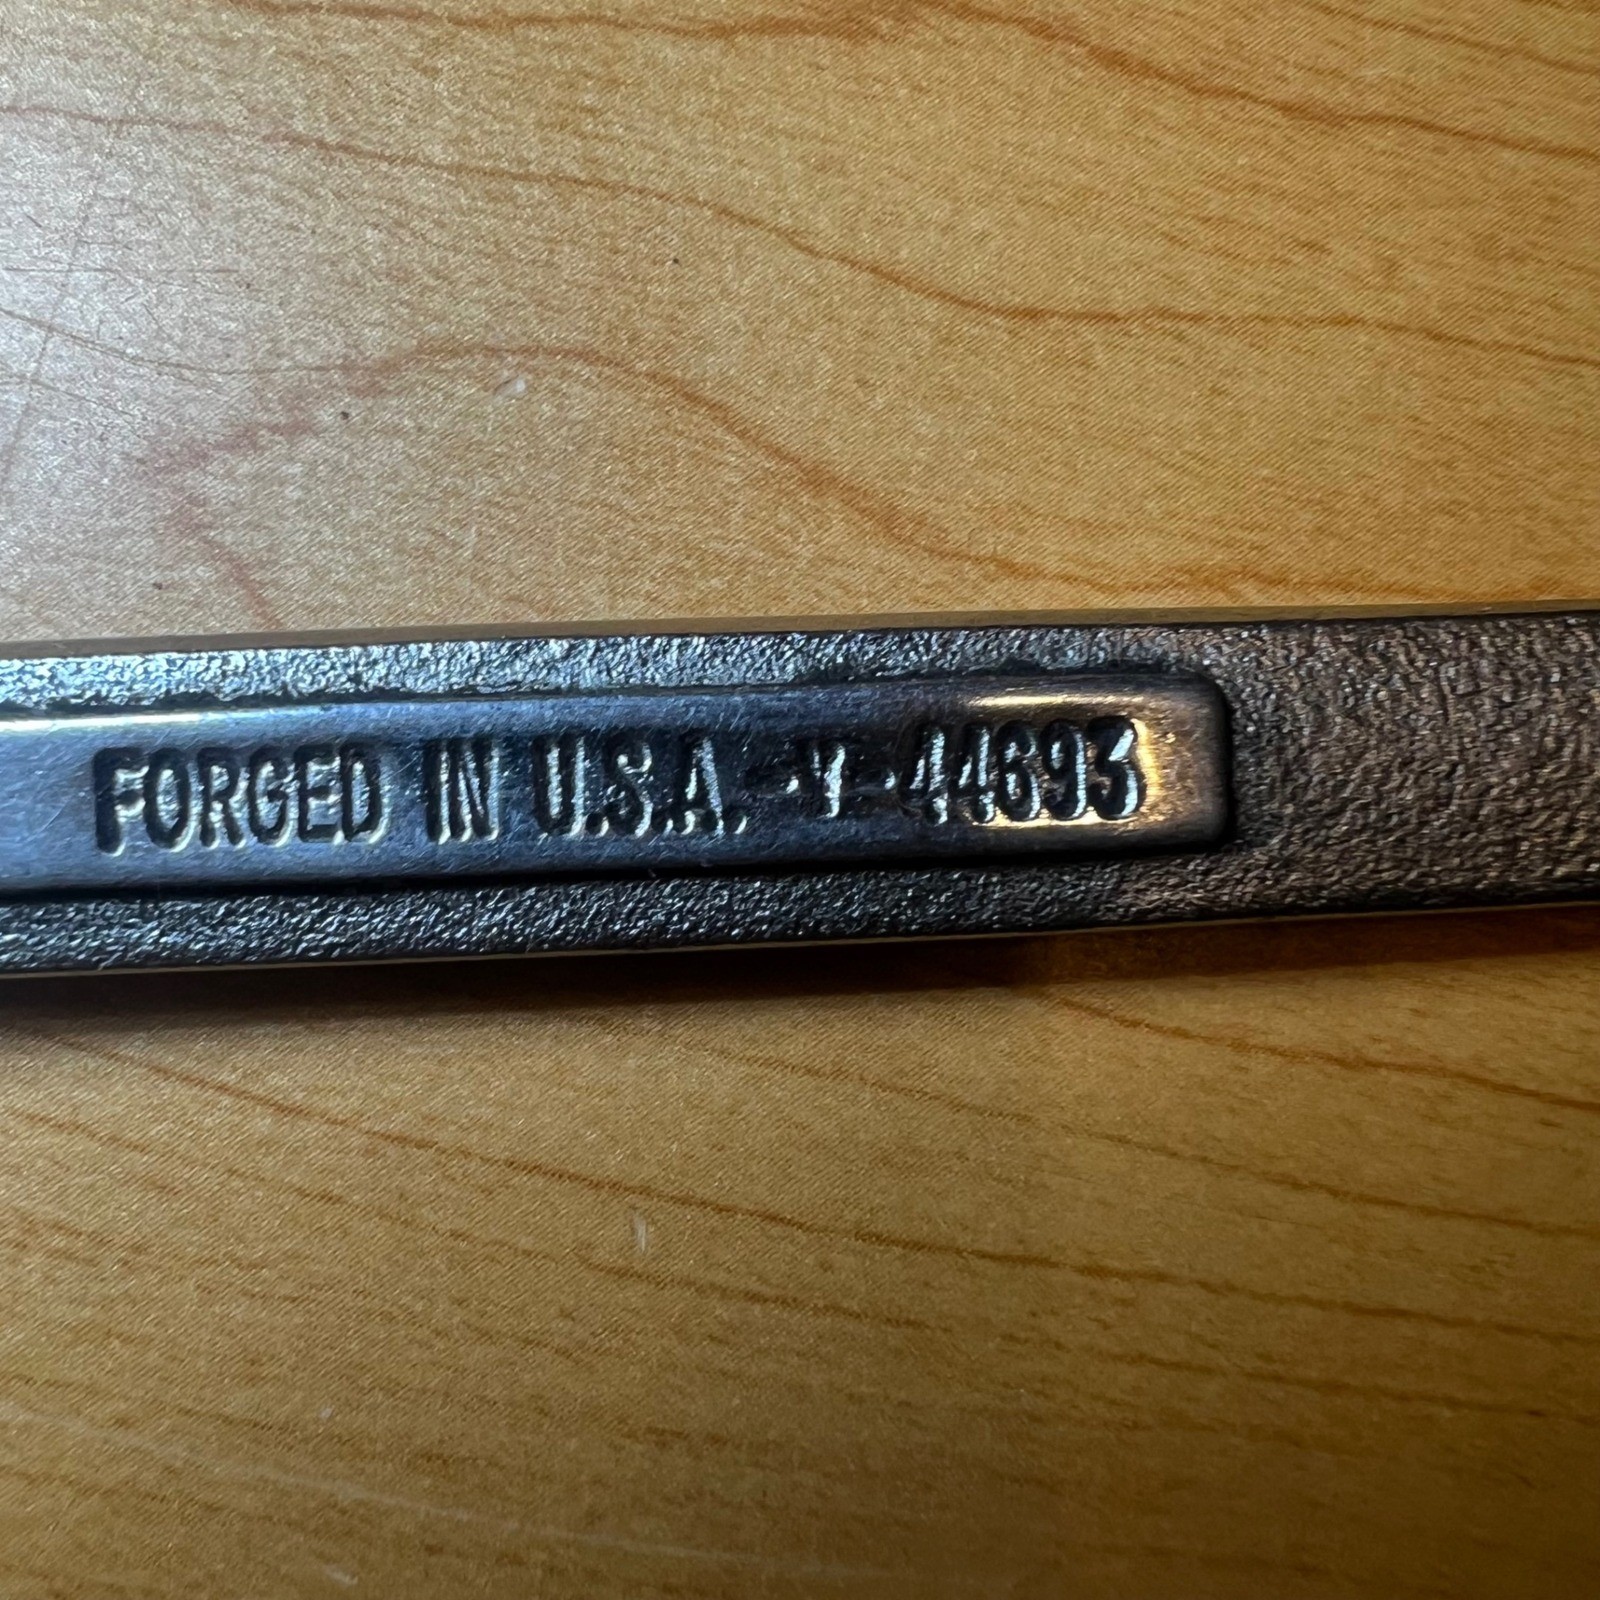 FORGED IN U.S.A. -V- 44693